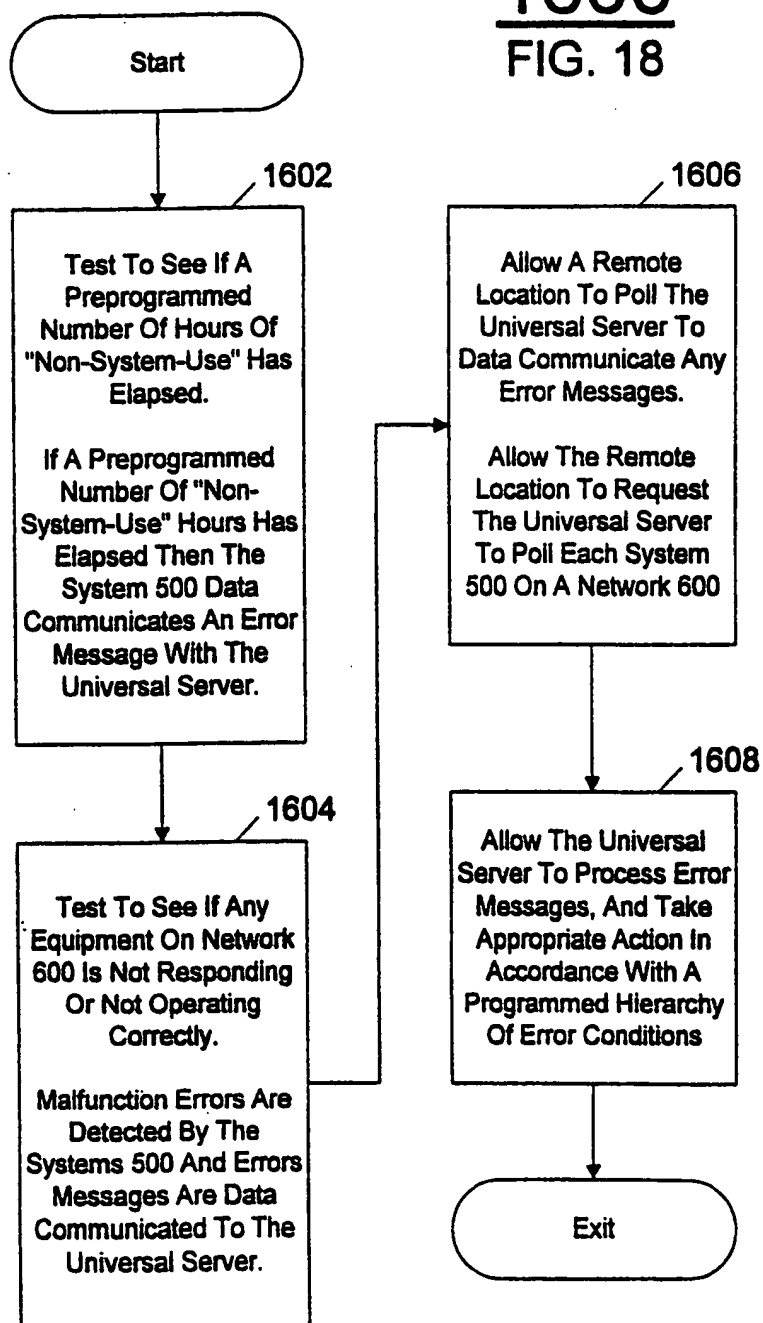 FIG. 18
Start
1602
Test To See If A
Preprogrammed
Number Of Hours Of
"Non-System-Use" Has
Elapsed.
If A Preprogrammed
Number Of "Non-
System-Use" Hours Has
Elapsed Then The
System 500 Data
Communicates An Error
Message With The
Universal Server.
1604
Test To See If Any
Equipment On Network
600 Is Not Responding
Or Not Operating
Correctly.
Malfunction Errors Are
Detected By The
Systems 500 And Errors
Messages Are Data
Communicated To The
Universal Server.
1606
Allow A Remote
Location To Poll The
Universal Server To
Data Communicate Any
Error Messages.
Allow The Remote
Location To Request
The Universal Server
To Poll Each System
500 On A Network 600
1608
Allow The Universal
Server To Process Error
Messages, And Take
Appropriate Action In
Accordance With A
Programmed Hierarchy
Of Error Conditions
Exit